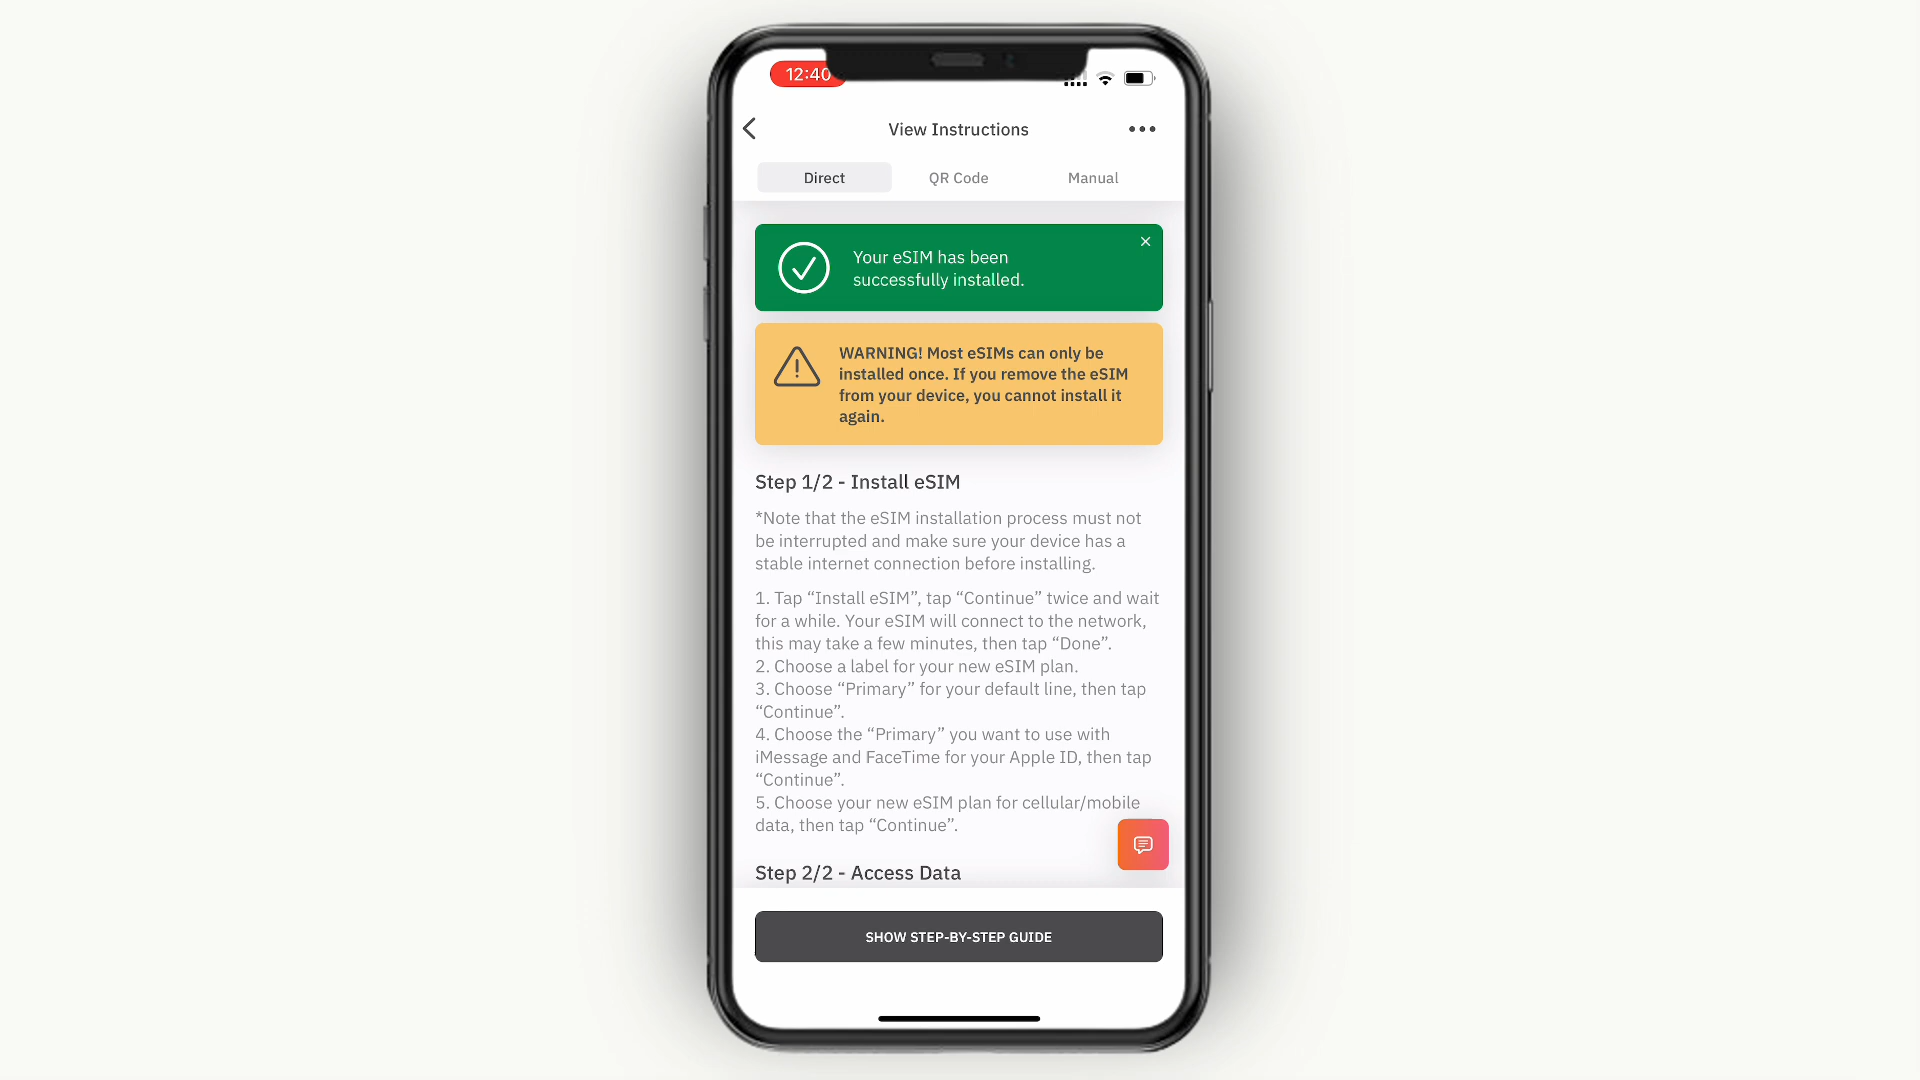 12:40
View Instructions
Direct
QR Code
Manual
Your eSIM has been
successfully installed.
WARNING! Most eSIMs can only be
installed once. If you remove the eSIM
from your device, you cannot install it
again.
Step 1/2 - Install eSIM
*Note that the eSIM installation process must not
be interrupted and make sure your device has a
stable internet connection before installing.
1. Tap “Install eSIM”, tap “Continue” twice and wait
for a while. Your eSIM will connect to the network,
this may take a few minutes, then tap “Done”.
2. Choose a label for your new eSIM plan.
3. Choose “Primary” for your default line, then tap
“Continue”.
4. Choose the “Primary” you want to use with
iMessage and FaceTime for your Apple ID, then tap
“Continue”.
5. Choose your new eSIM plan for cellular/mobile
data, then tap “Continue”.
Step 2/2 - Access Data
SHOW STEP-BY-STEP GUIDE